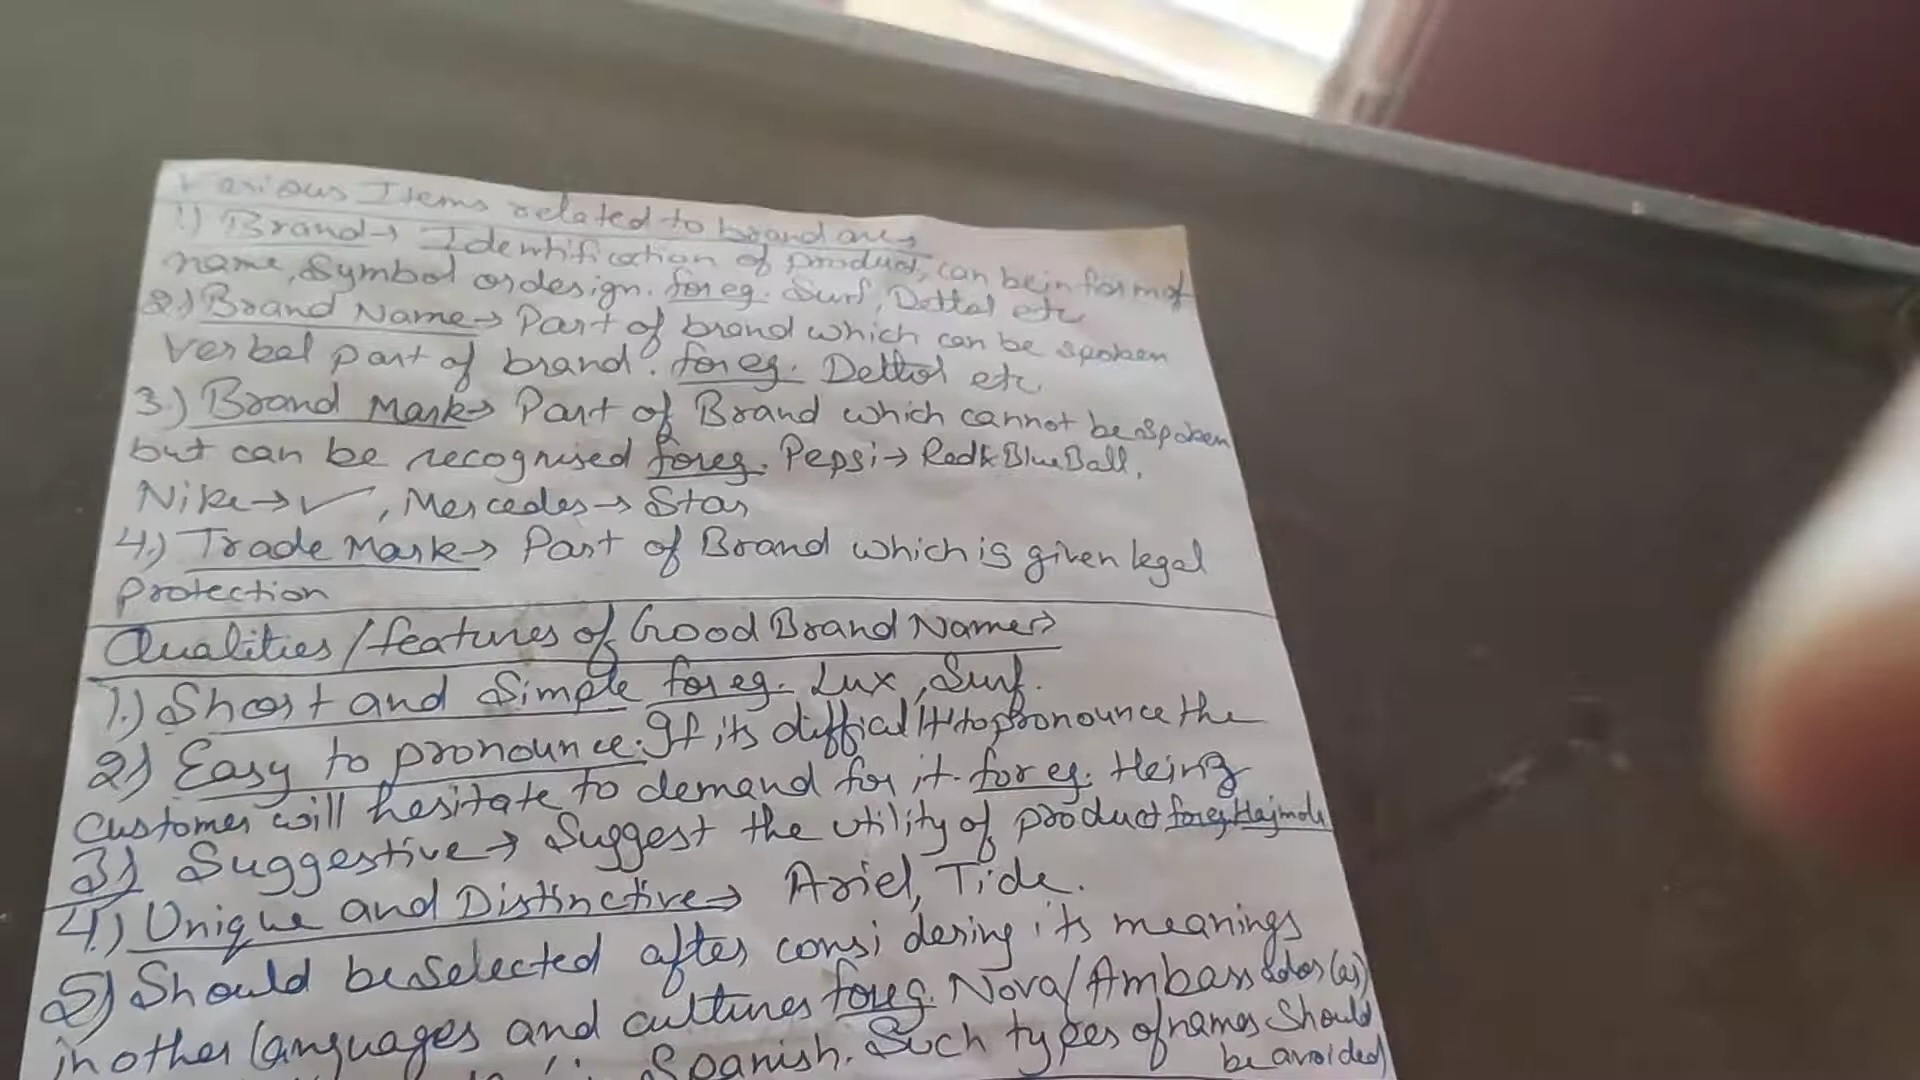 Various Items related to brand are→
1.) Brand→ Identification of product, can be in form of
name, Symbol or design. for eg. Surf, Dettol etc
2.) Brand Name→ Part of brand which can be spoken
Verbal part of brand. for eg. Dettol etc.
3.) Brand Mark→ Part of Brand which cannot be spoken
but can be recognised for eg. Pepsi→ Red & Blue Ball,
Nike→ ✓, Mercedes→ Star
4.) Trade Mark→ Part of Brand which is given legal
Protection
Qualities/features of Good Brand Name→
1.) Short and Simple for eg. Lux, Surf.
2.) Easy to pronounce. If its difficult to pronounce the
Customer will hesitate to demand for it. for eg.
3) Suggestive→ Suggest the utility of product for eg. Hajmola
4.) Unique and Distinctive→ Ariel, Tide.
5) Should be selected after considering its meanings
in other languages and cultures for eg. Nova/Ambassador (as)
Spanish. Such types of names Should
be avoided